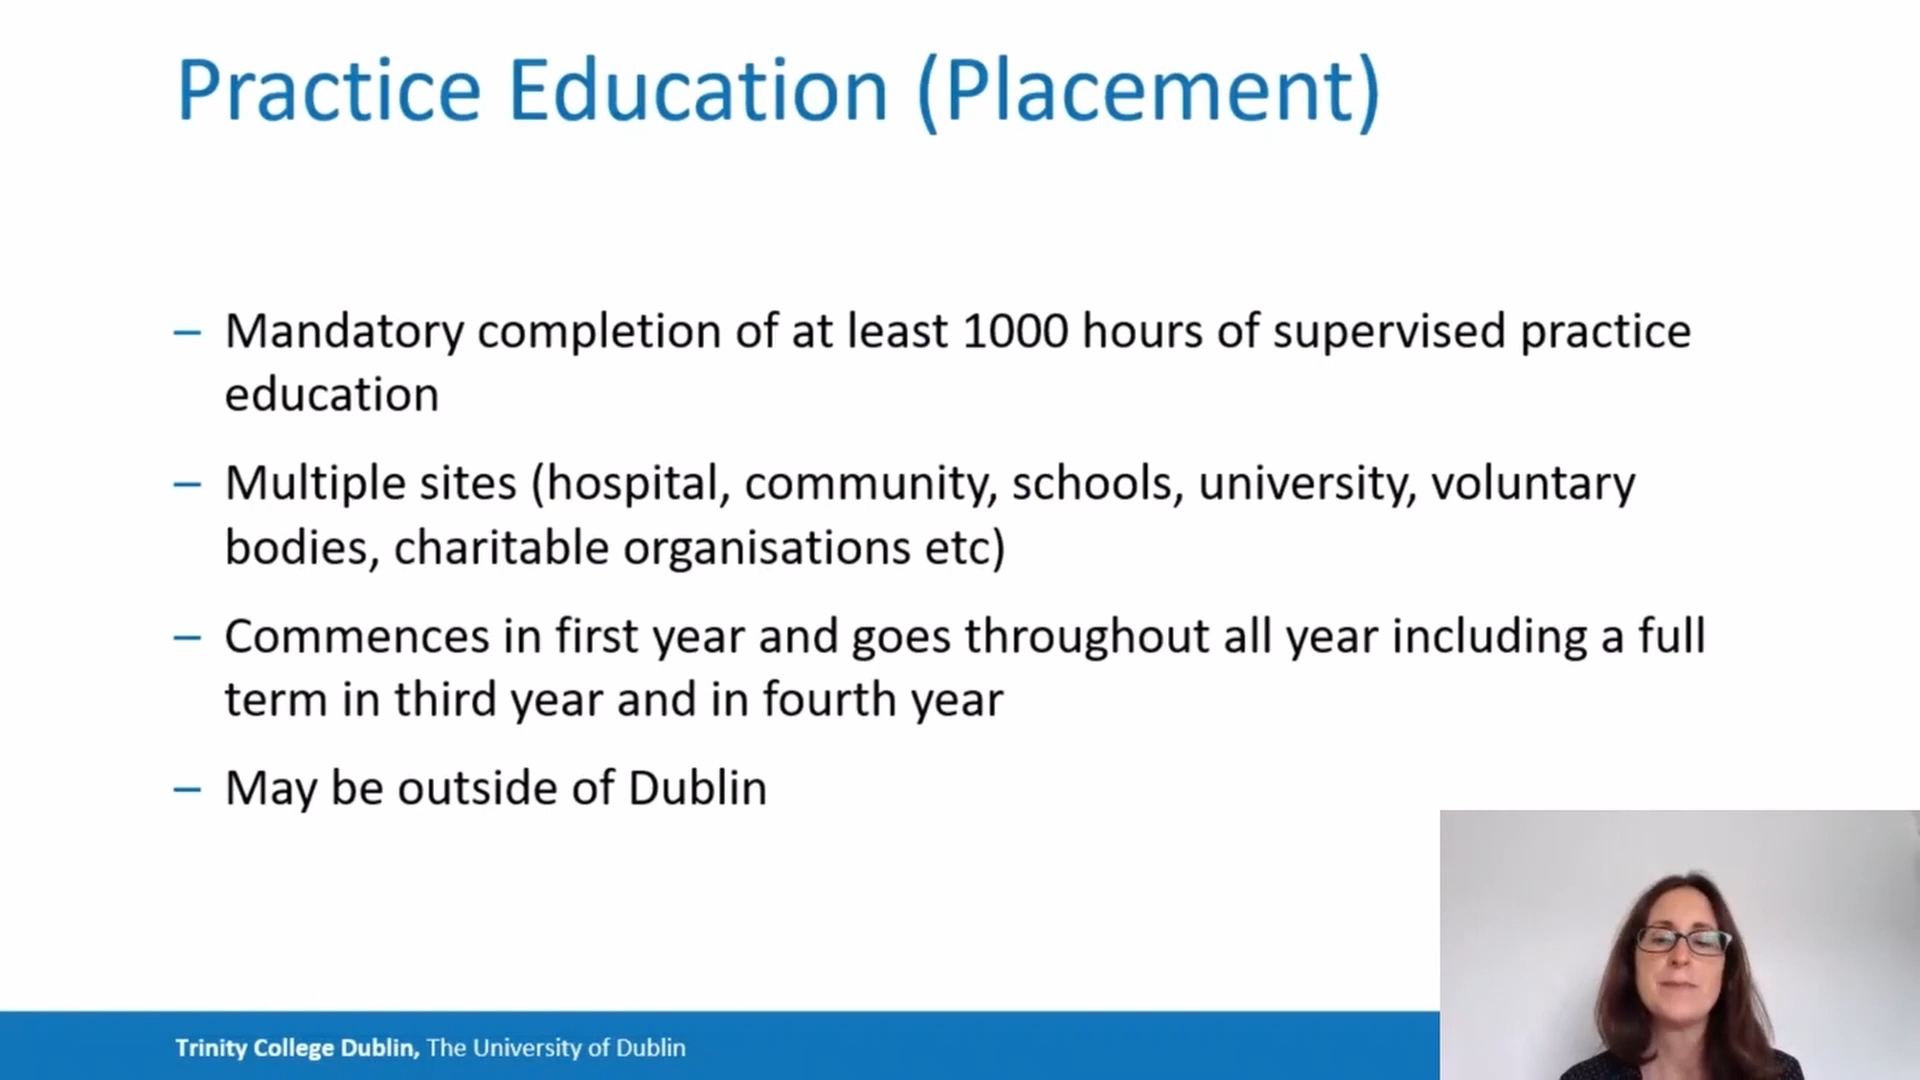 Practice Education (Placement)
– Mandatory completion of at least 1000 hours of supervised practice
education
– Multiple sites (hospital, community, schools, university, voluntary
bodies, charitable organisations etc)
– Commences in first year and goes throughout all year including a full
term in third year and in fourth year
– May be outside of Dublin
Trinity College Dublin, The University of Dublin